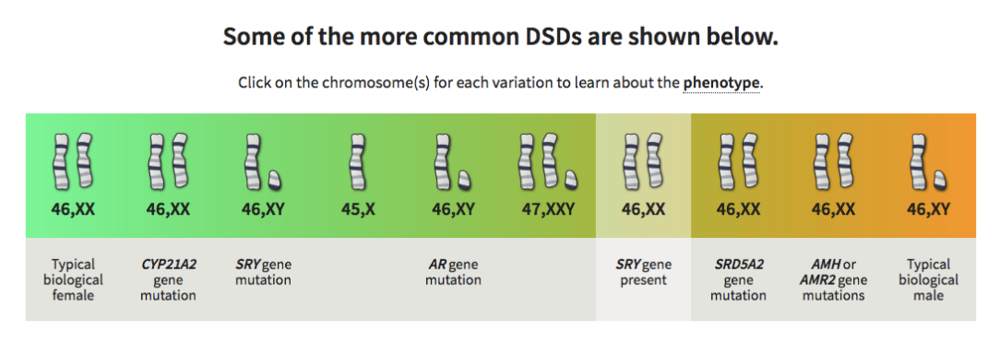 Some of the more common DSDs are shown below.
Click on the chromosome(s) for each variation to learn about the phenotype.
46,XX 46,XX 46,XY 45,X 46,XY 47,XXY 46,XX 46,XX 46,XX 46,XY
Typical
biological
female
CYP21A2
gene
mutation
SRY gene
mutation
AR gene
mutation
SRY gene
present
SRD5A2
gene
mutation
AMH or
AMR2 gene
mutations
Typical
biological
male